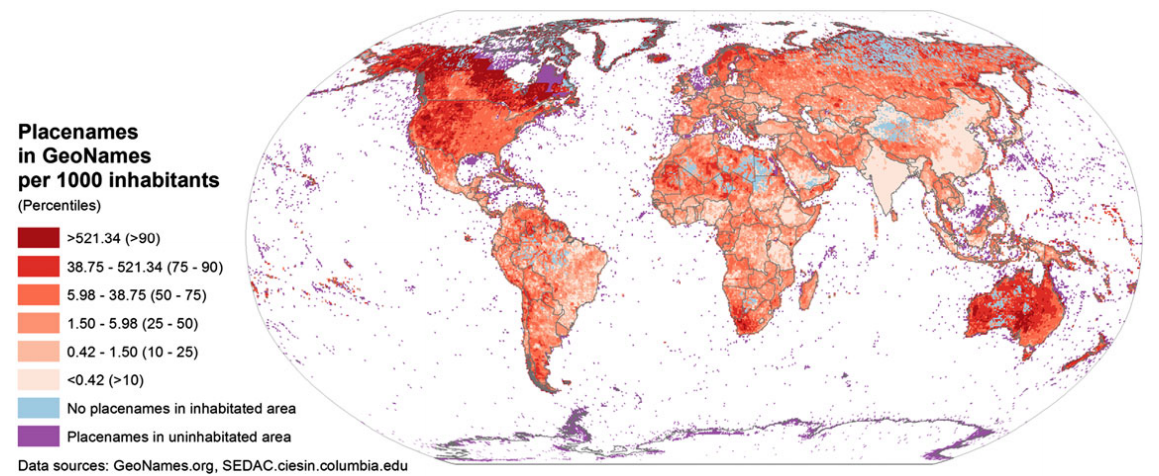 Placenames
in GeoNames
per 1000 inhabitants
(Percentiles)
>521.34 (>90)
38.75 - 521.34 (75 - 90)
5.98 - 38.75 (50 - 75)
1.50 - 5.98 (25 - 50)
0.42 - 1.50 (10 - 25)
<0.42 (>10)
No placenames in inhabitated area
Placenames in uninhabitated area
Data sources: GeoNames.org, SEDAC.ciesin.columbia.edu